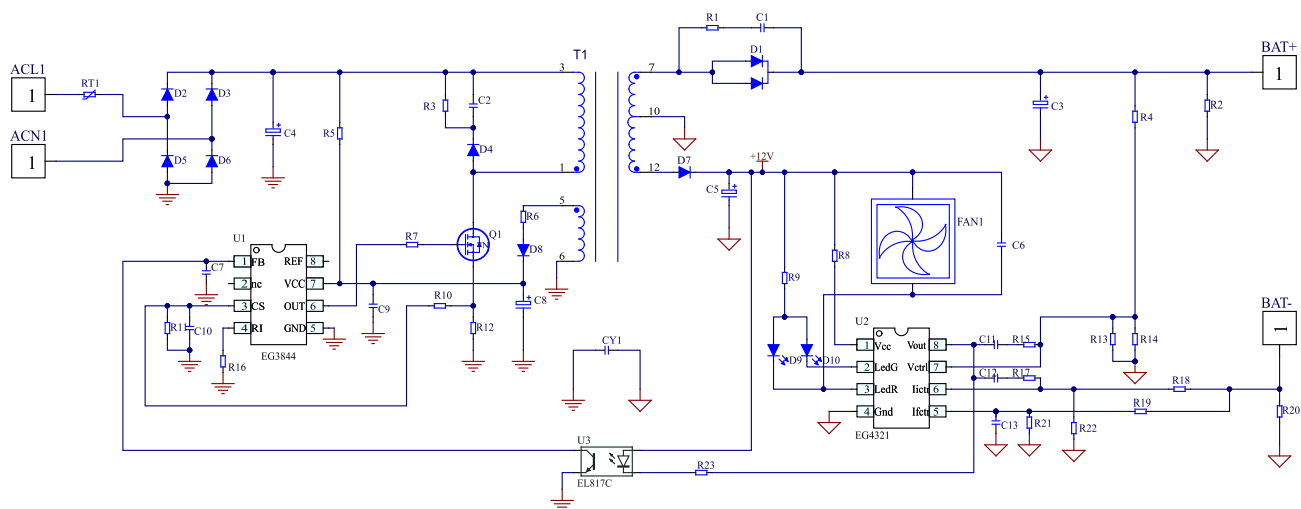 R1 C1
T1
BAT+
ACL1
RT1
3
7
D1
1
1
D2
D3
R3
C2
C3
R4
R2
ACN1
C4
R5
10
1
D5
D6
D4
1
12
D7
+12V
C5
5
R6
FAN1
U1
R7
Q1
D8
6
R8
C6
1
FB
REF
8
C7
R9
2
nc
VCC
7
C9
C8
BAT-
3
CS
OUT
6
R10
R11
C10
4
RI
GND
5
R12
U2
1
EG3844
R16
CY1
D9
D10
1
Vcc
Vout
8
C11
R15
R13
R14
2
LedG
Vctrl
7
C12
R17
3
LedR
Iictr
6
R18
4
Gnd
Ifctr
5
R19
R20
EG4321
C13
R21
R22
U3
R23
EL817C